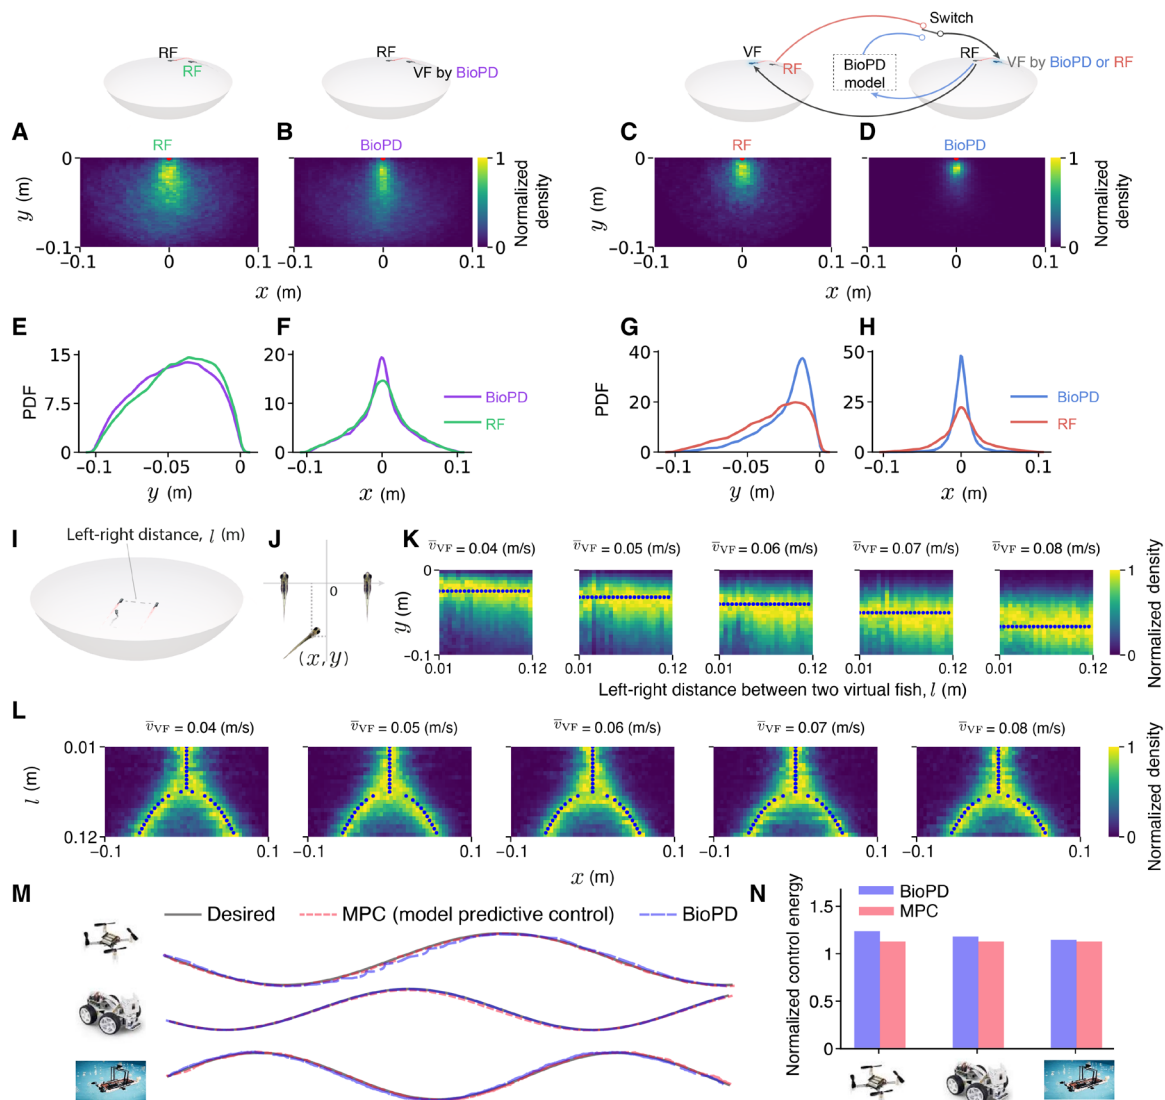 RF
RF
RF
VF by BioPD
VF
RF
BioPD
model
Switch
RF
VF by BioPD or RF
A
RF
B
BioPD
C
RF
D
BioPD
0
−0.1
y (m)
−0.1 0 0.1
−0.1 0 0.1
x (m)
1
0
Normalized
density
0
−0.1
y (m)
−0.1 0 0.1
−0.1 0 0.1
x (m)
1
0
Normalized
density
E
15
7.5
0
PDF
−0.1 −0.05 0
y (m)
F
20
10
0
−0.1 0 0.1
x (m)
BioPD
RF
G
40
20
0
PDF
−0.1 −0.05 0
y (m)
H
50
25
0
−0.1 0 0.1
x (m)
BioPD
RF
I
Left-right distance, l (m)
J
0
(x, y)
K
v̅VF = 0.04 (m/s)
v̅VF = 0.05 (m/s)
v̅VF = 0.06 (m/s)
v̅VF = 0.07 (m/s)
v̅VF = 0.08 (m/s)
0
−0.1
y (m)
0.01 0.12
0.01 0.12
0.01 0.12
0.01 0.12
0.01 0.12
Left-right distance between two virtual fish, l (m)
1
0
Normalized density
L
v̅VF = 0.04 (m/s)
v̅VF = 0.05 (m/s)
v̅VF = 0.06 (m/s)
v̅VF = 0.07 (m/s)
v̅VF = 0.08 (m/s)
0.01
0.12
l (m)
−0.1 0.1
−0.1 0.1
−0.1 0.1
−0.1 0.1
−0.1 0.1
x (m)
1
0
Normalized density
M
Desired
MPC (model predictive control)
BioPD
N
Normalized control energy
1.5
1
0.5
0
BioPD
MPC